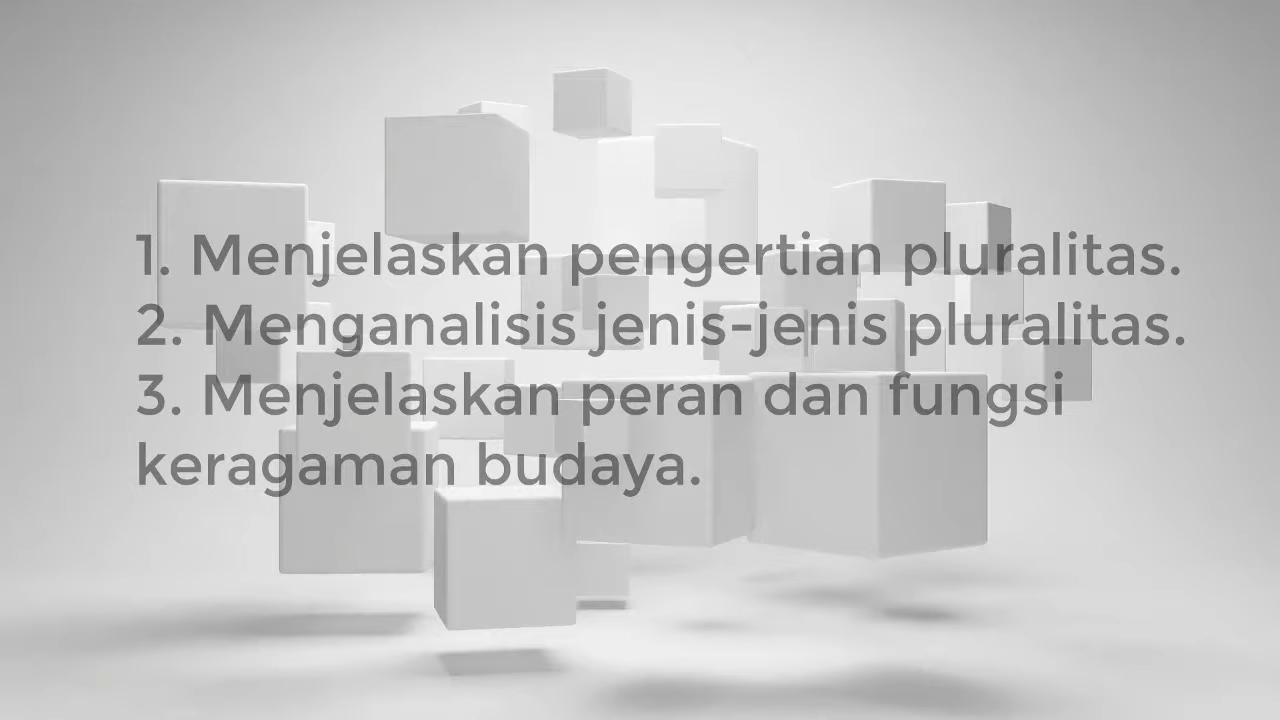 1. Menjelaskan pengertian pluralitas.
2. Menganalisis jenis-jenis pluralitas.
3. Menjelaskan peran dan fungsi
keragaman budaya.